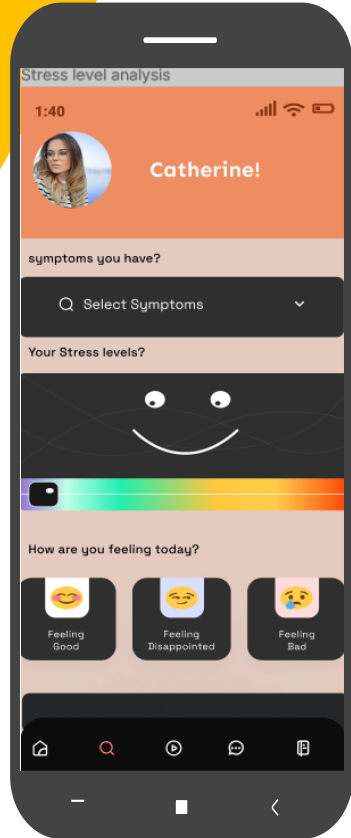 Stress level analysis
1:40
Catherine!
symptoms you have?
Select Symptoms
Your Stress levels?
How are you feeling today?
Feeling
Good
Feeling
Disappointed
Feeling
Bad